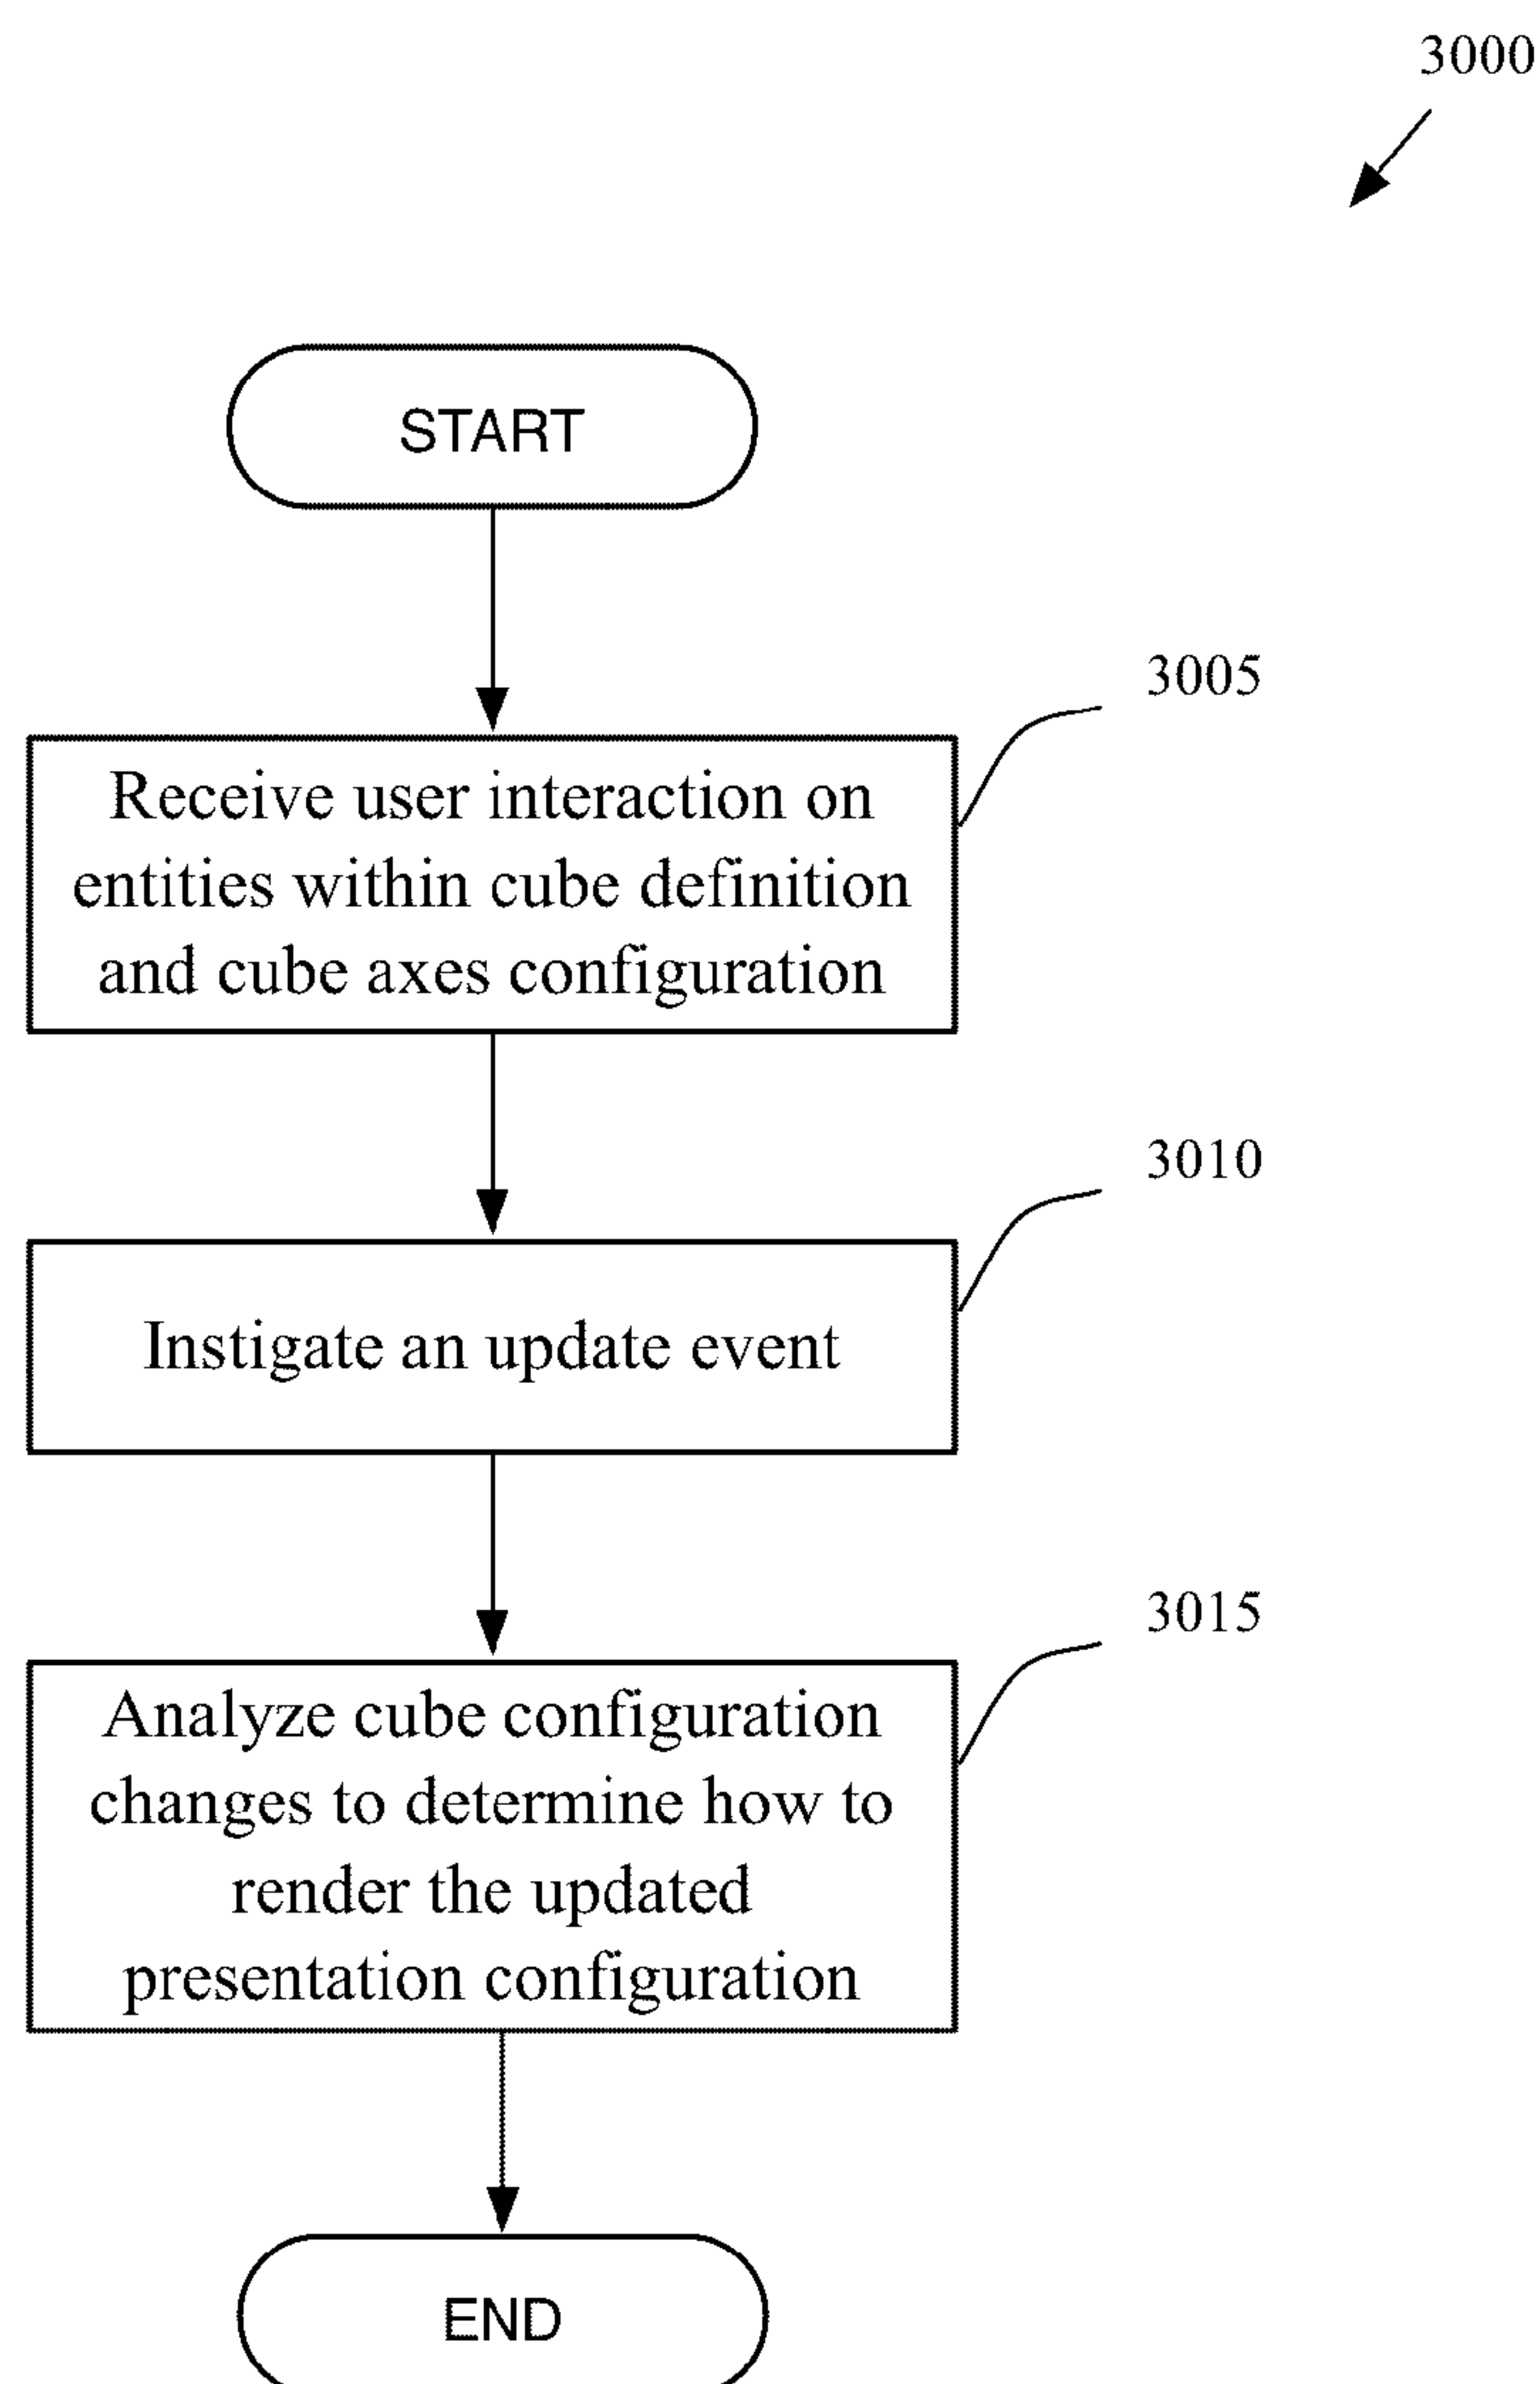 3000
START
3005
Receive user interaction on
entities within cube definition
and cube axes configuration
3010
Instigate an update event
3015
Analyze cube configuration
changes to determine how to
render the updated
presentation configuration
END